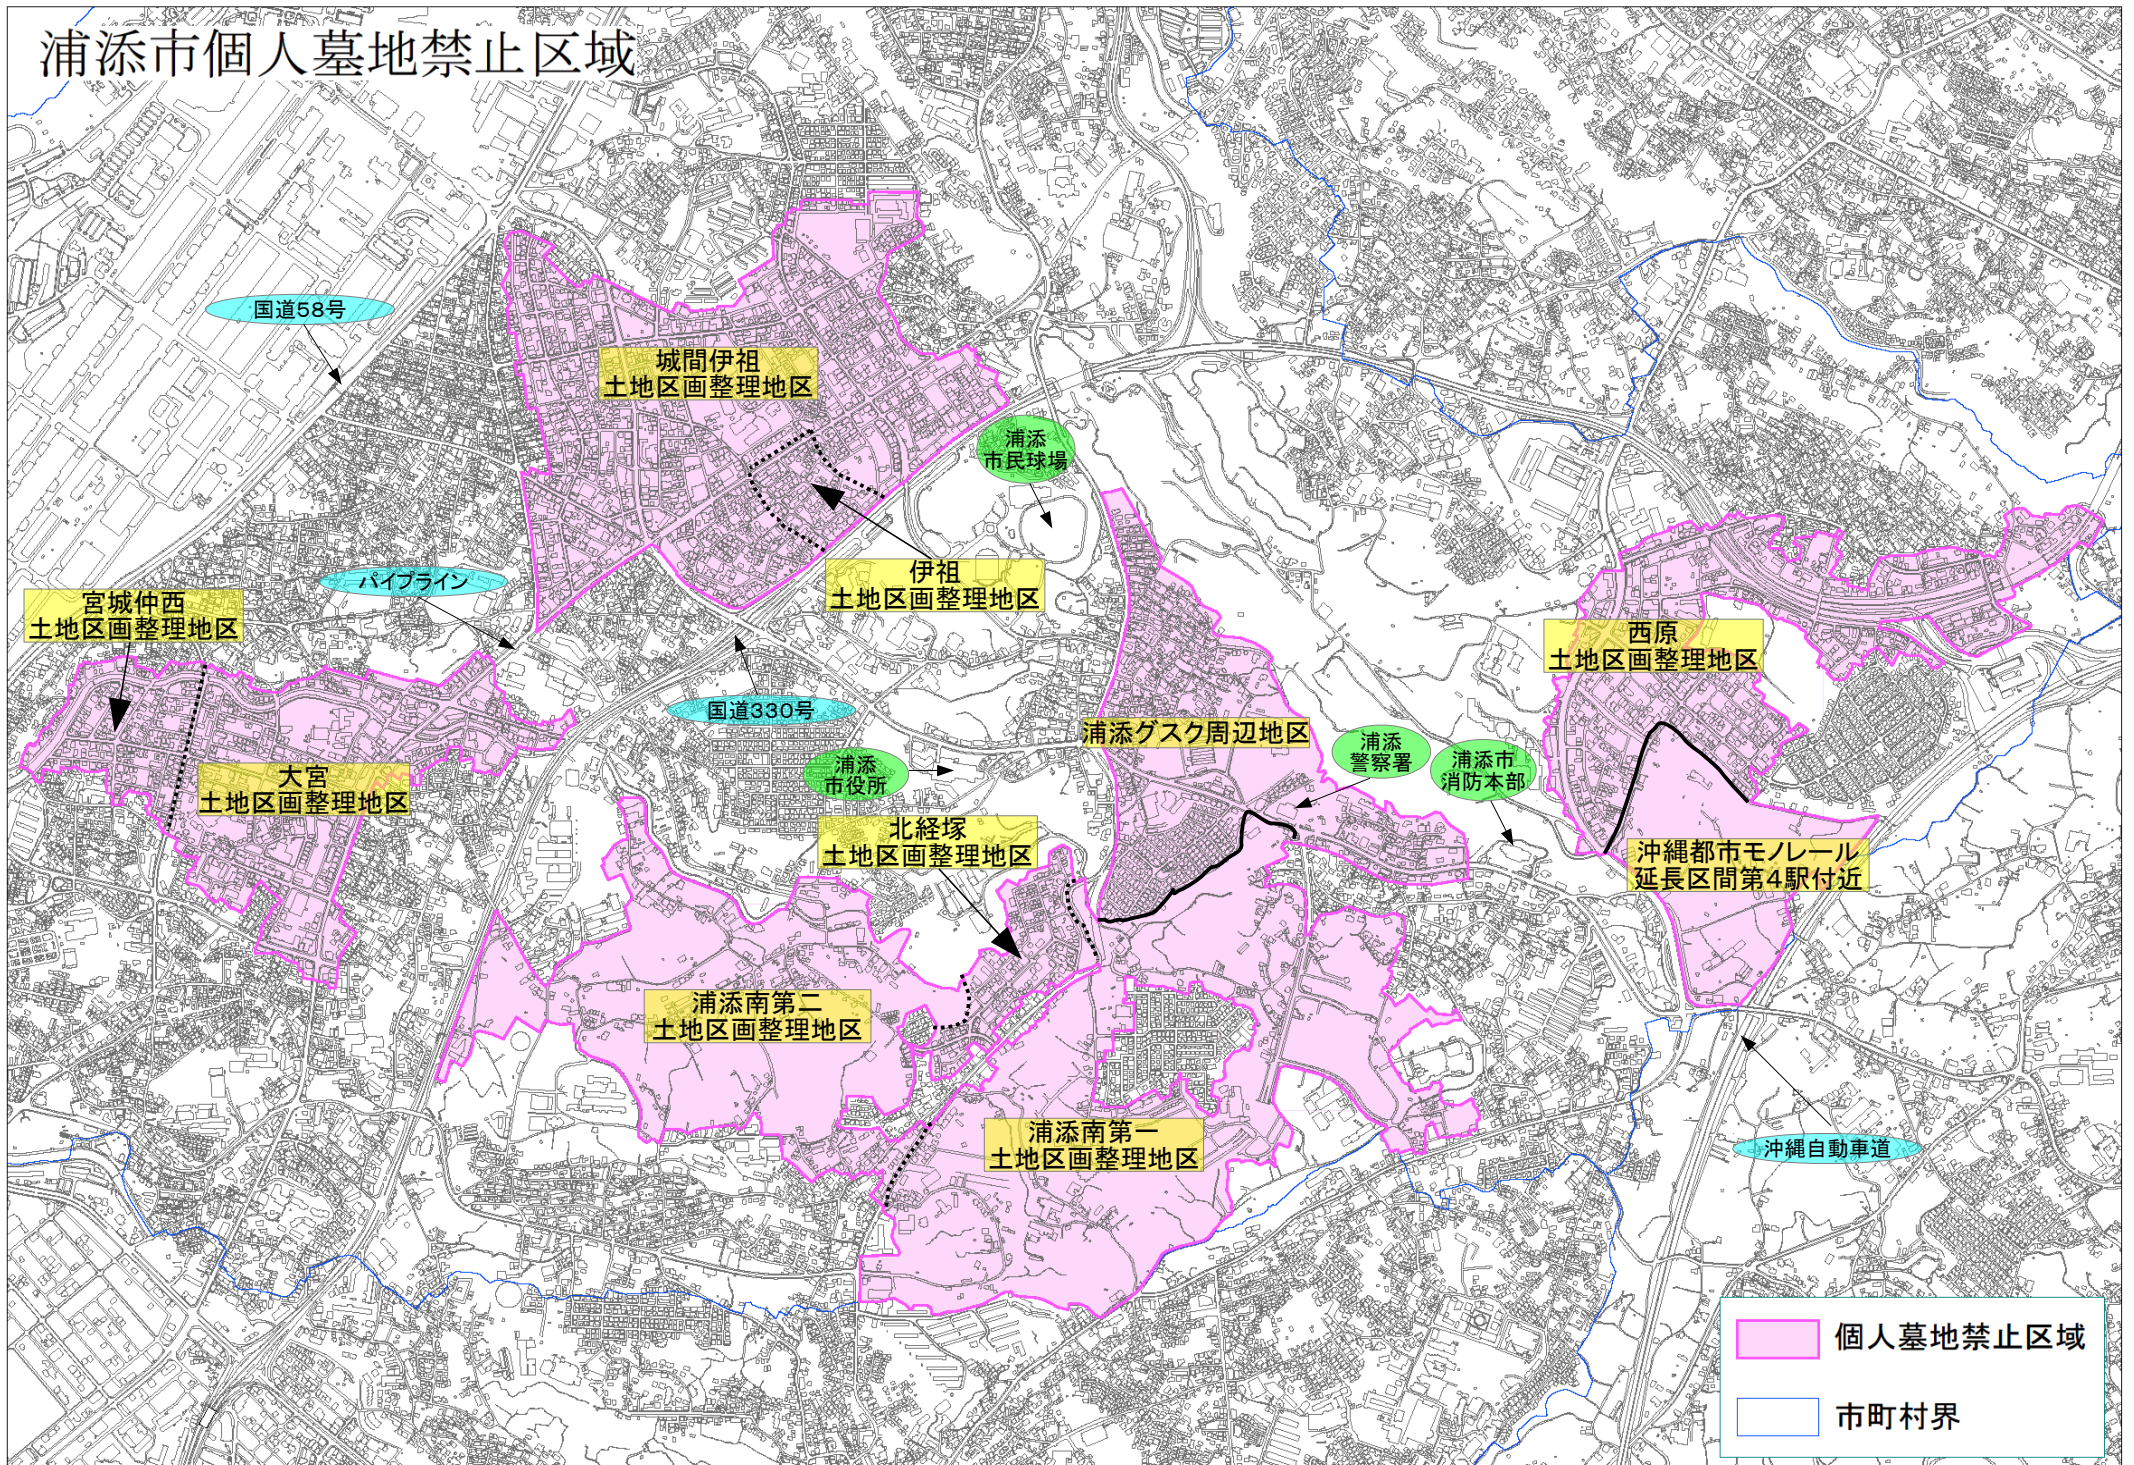 浦添市個人墓地禁止区域
国道58号
城間伊祖
土地区画整理地区
浦添
市民球場
伊祖
土地区画整理地区
パイプライン
宮城仲西
土地区画整理地区
西原
土地区画整理地区
国道330号
浦添グスク周辺地区
浦添
警察署
浦添市
消防本部
浦添
市役所
大宮
土地区画整理地区
北経塚
土地区画整理地区
沖縄都市モノレール
延長区間第4駅付近
浦添南第二
土地区画整理地区
浦添南第一
土地区画整理地区
沖縄自動車道
個人墓地禁止区域
市町村界